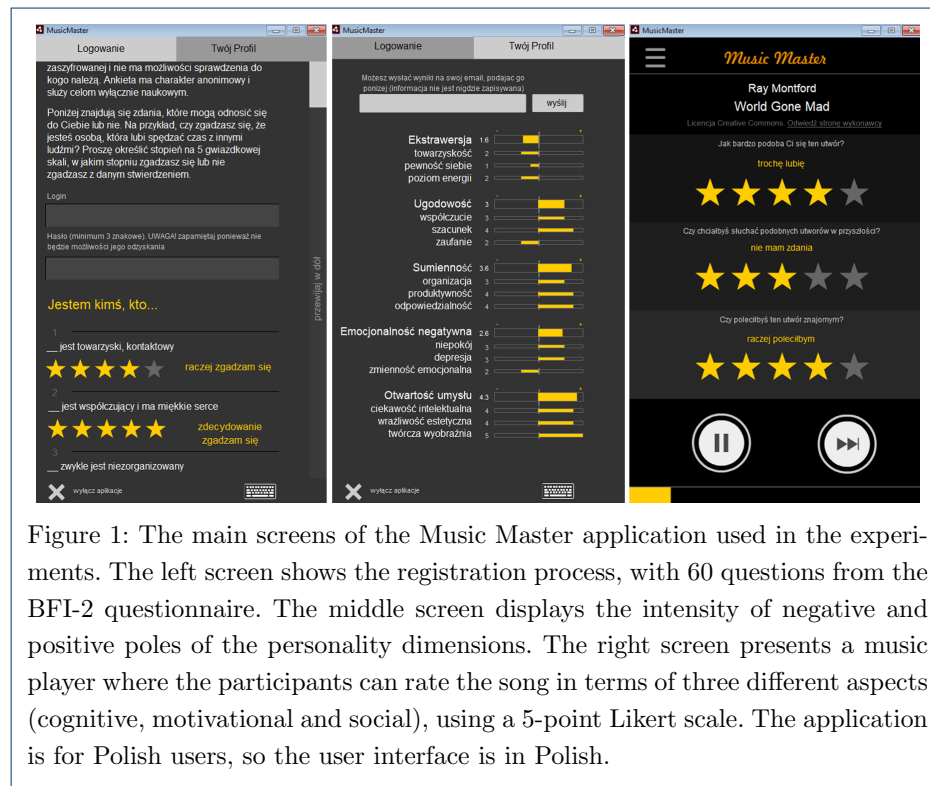 MusicMaster
Logowanie
Twój Profil
zaszyfrowanej i nie ma możliwości sprawdzenia do
kogo należą. Ankieta ma charakter anonimowy i
służy celom wyłącznie naukowym.
Poniżej znajdują się zdania, które mogą odnosić się
do Ciebie lub nie. Na przykład, czy zgadzasz się, że
jesteś osobą, która lubi spędzać czas z innymi
ludźmi? Proszę określić stopień na 5 gwiazdkowej
skali, w jakim stopniu zgadzasz się lub nie
zgadzasz z danym stwierdzeniem.
Login
Hasło (minimum 3 znakowe). UWAGA! zapamiętaj ponieważ nie
będzie możliwości jego odzyskania
przewijaj w dół
Jestem kimś, kto...
1
__ jest towarzyski, kontaktowy
raczej zgadzam się
2
__ jest współczujący i ma miękkie serce
zdecydowanie
zgadzam się
3
__ zwykle jest niezorganizowany
wyłącz aplikacje
MusicMaster
Logowanie
Twój Profil
Możesz wysłać wyniki na swoj email, podajac go
poniżej (informacja nie jest nigdzie zapisywana)
wyślij
- +
Ekstrawersja 1.6
towarzyskość 2
pewność siebie 1
poziom energii 2
- +
Ugodowość 3
współczucie 3
szacunek 4
zaufanie 2
- +
Sumienność 3.6
organizacja 3
produktywność 4
odpowiedzialność 4
- +
Emocjonalność negatywna 2.6
niepokój 3
depresja 3
zmienność emocjonalna 2
- +
Otwartość umysłu 4.3
ciekawość intelektualna 4
wrażliwość estetyczna 4
twórcza wyobraźnia 5
wyłącz aplikacje
MusicMaster
Music Master
Ray Montford
World Gone Mad
Licencja Creative Commons. Odwiedź stronę wykonawcy
Jak bardzo podoba Ci się ten utwór?
trochę lubię
Czy chciałbyś słuchać podobnych utworów w przyszłości?
nie mam zdania
Czy poleciłbyś ten utwór znajomym?
raczej poleciłbym
Figure 1: The main screens of the Music Master application used in the experi-
ments. The left screen shows the registration process, with 60 questions from the
BFI-2 questionnaire. The middle screen displays the intensity of negative and
positive poles of the personality dimensions. The right screen presents a music
player where the participants can rate the song in terms of three different aspects
(cognitive, motivational and social), using a 5-point Likert scale. The application
is for Polish users, so the user interface is in Polish.